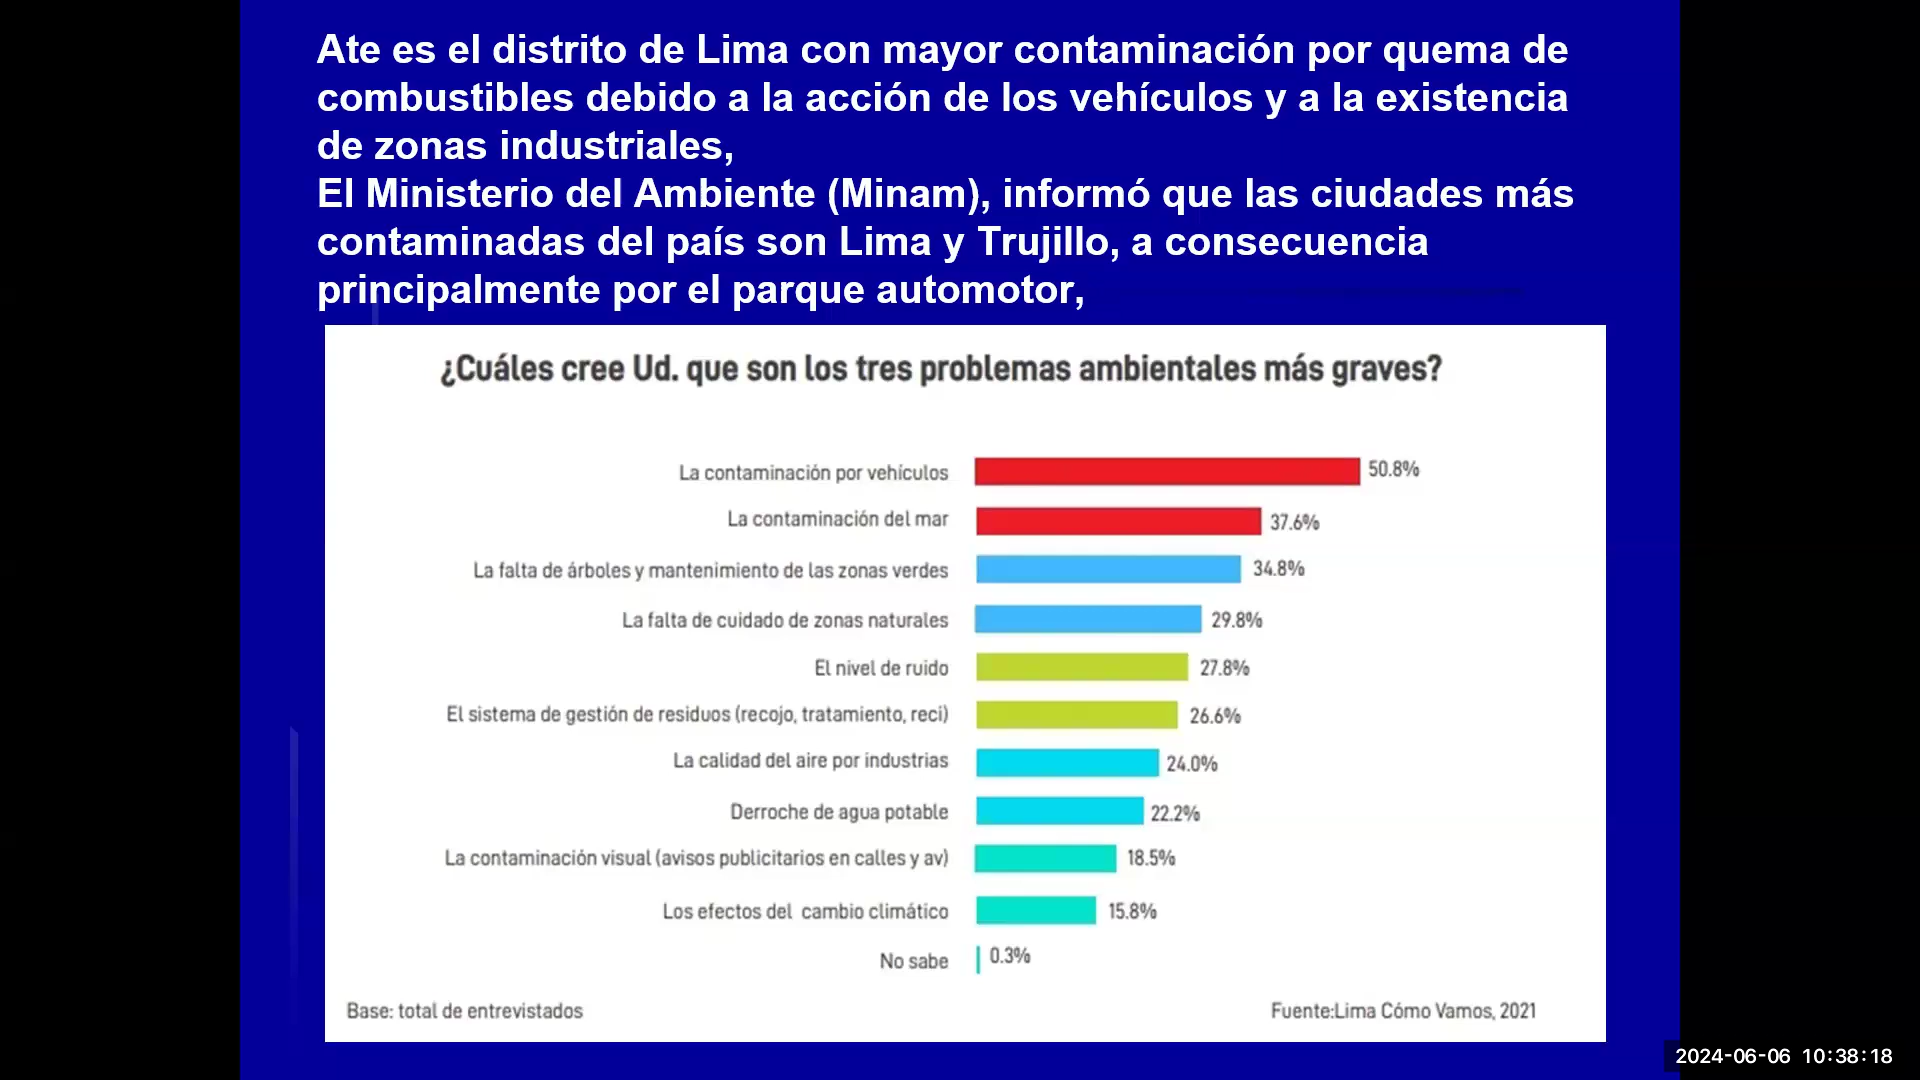 Ate es el distrito de Lima con mayor contaminación por quema de
combustibles debido a la acción de los vehículos y a la existencia
de zonas industriales,
El Ministerio del Ambiente (Minam), informó que las ciudades más
contaminadas del país son Lima y Trujillo, a consecuencia
principalmente por el parque automotor,
¿Cuáles cree Ud. que son los tres problemas ambientales más graves?
La contaminación por vehículos 50.8%
La contaminación del mar 37.6%
La falta de árboles y mantenimiento de las zonas verdes 34.8%
La falta de cuidado de zonas naturales 29.8%
El nivel de ruido 27.8%
El sistema de gestión de residuos (recojo, tratamiento, reci) 26.6%
La calidad del aire por industrias 24.0%
Derroche de agua potable 22.2%
La contaminación visual (avisos publicitarios en calles y av) 18.5%
Los efectos del cambio climático 15.8%
No sabe 0.3%
Base: total de entrevistados Fuente:Lima Cómo Vamos, 2021
2024-06-06 10:38:18